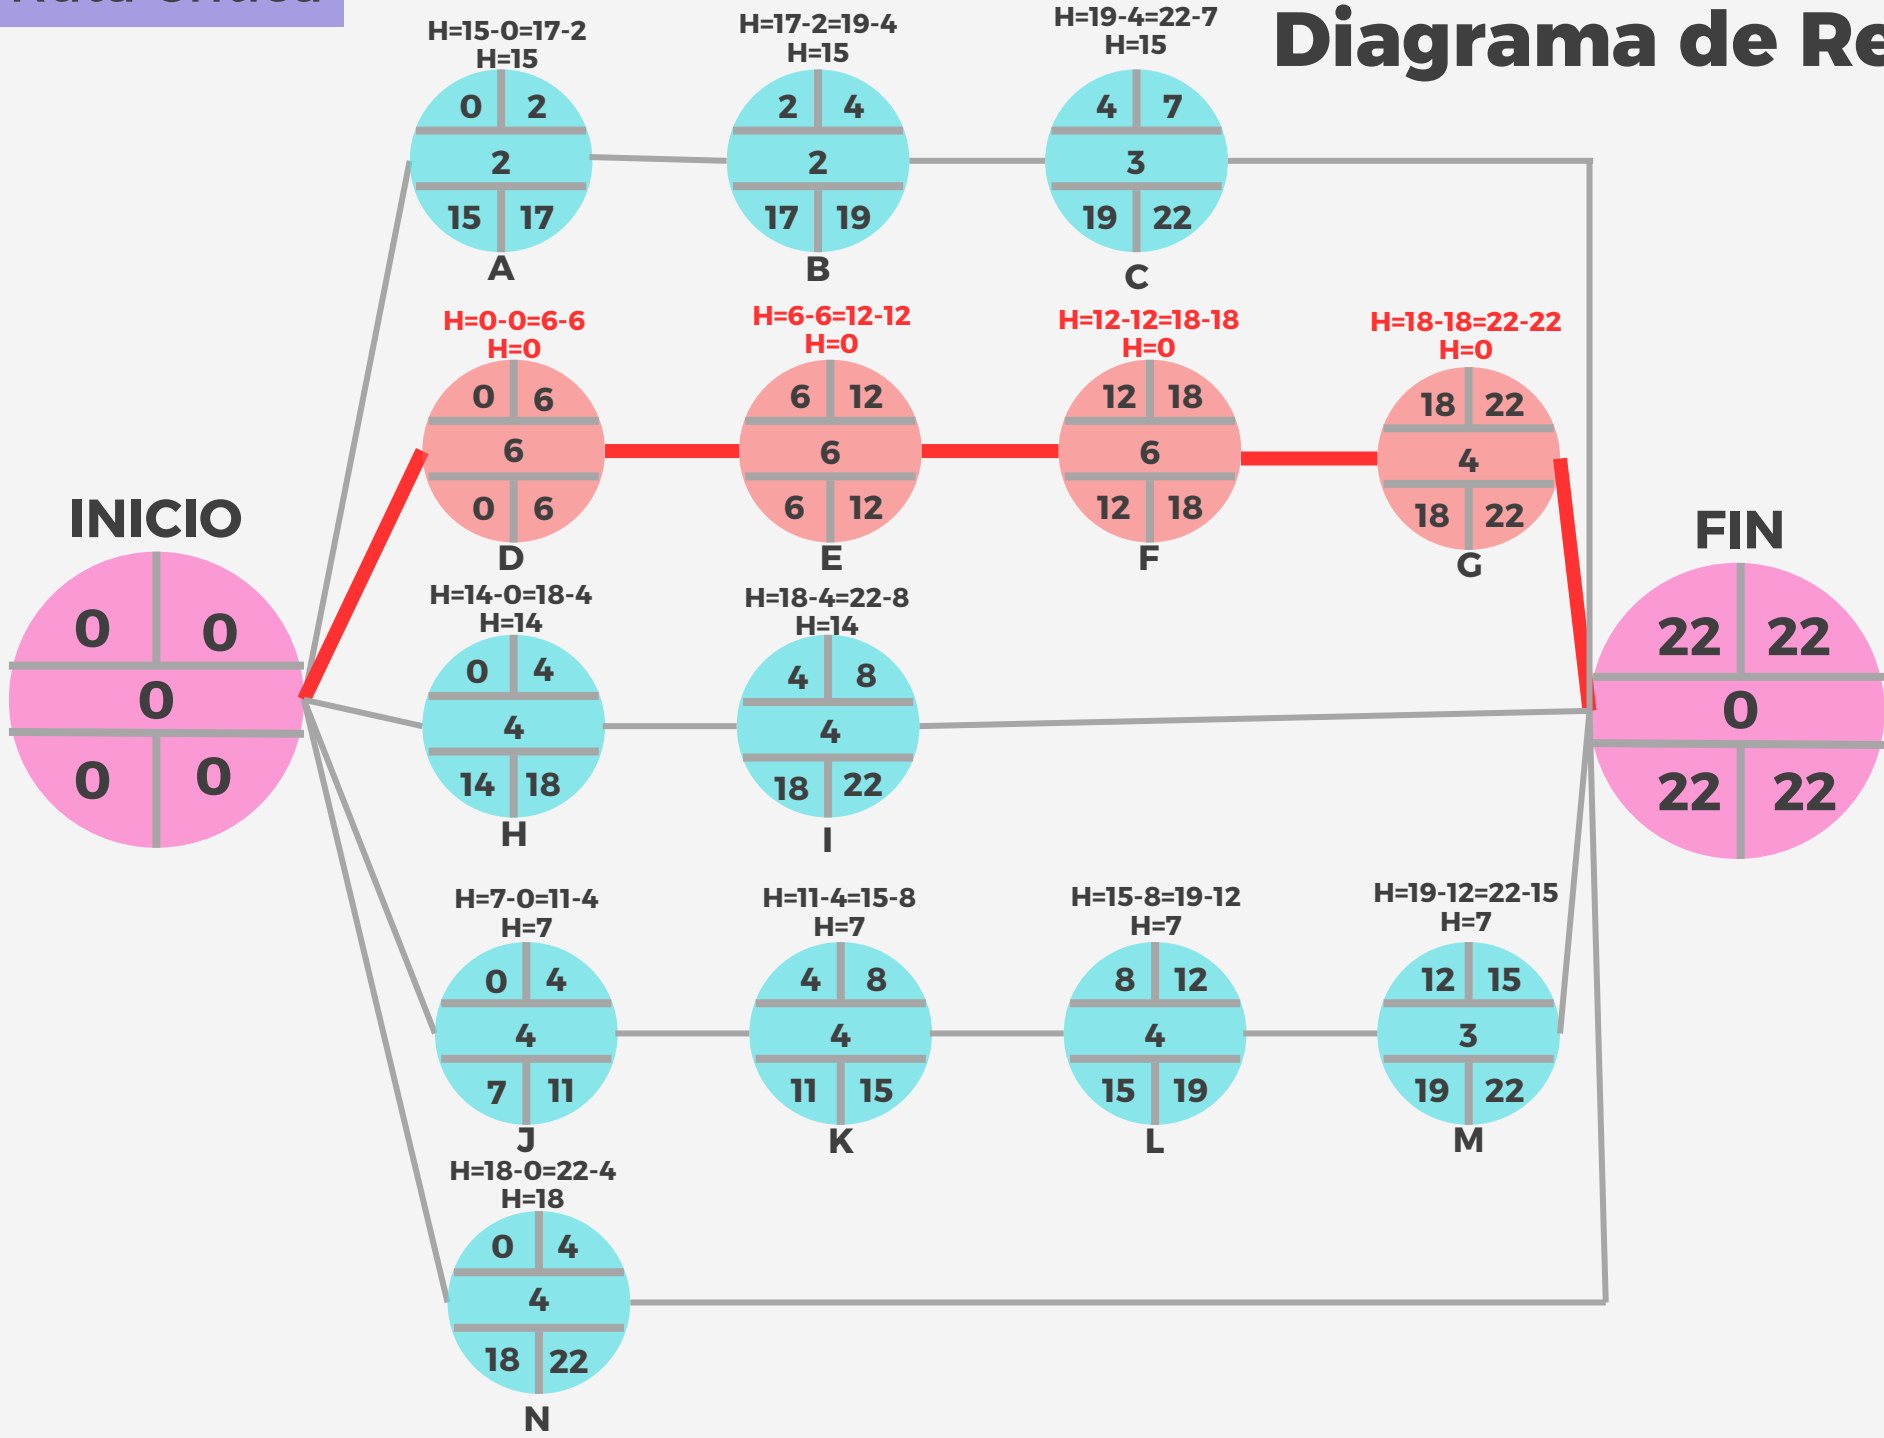 Ruta Crítica
Diagrama de Re
H=15-0=17-2
H=15
0 2
2
15 17
A
H=17-2=19-4
H=15
2 4
2
17 19
B
H=19-4=22-7
H=15
4 7
3
19 22
C
H=0-0=6-6
H=0
0 6
6
0 6
D
H=6-6=12-12
H=0
6 12
6
6 12
E
H=12-12=18-18
H=0
12 18
6
12 18
F
H=18-18=22-22
H=0
18 22
4
18 22
G
INICIO
0 0
0
0 0
FIN
22 22
0
22 22
H=14-0=18-4
H=14
0 4
4
14 18
H
H=18-4=22-8
H=14
4 8
4
18 22
I
H=7-0=11-4
H=7
0 4
4
7 11
J
H=11-4=15-8
H=7
4 8
4
11 15
K
H=15-8=19-12
H=7
8 12
4
15 19
L
H=19-12=22-15
H=7
12 15
3
19 22
M
H=18-0=22-4
H=18
0 4
4
18 22
N